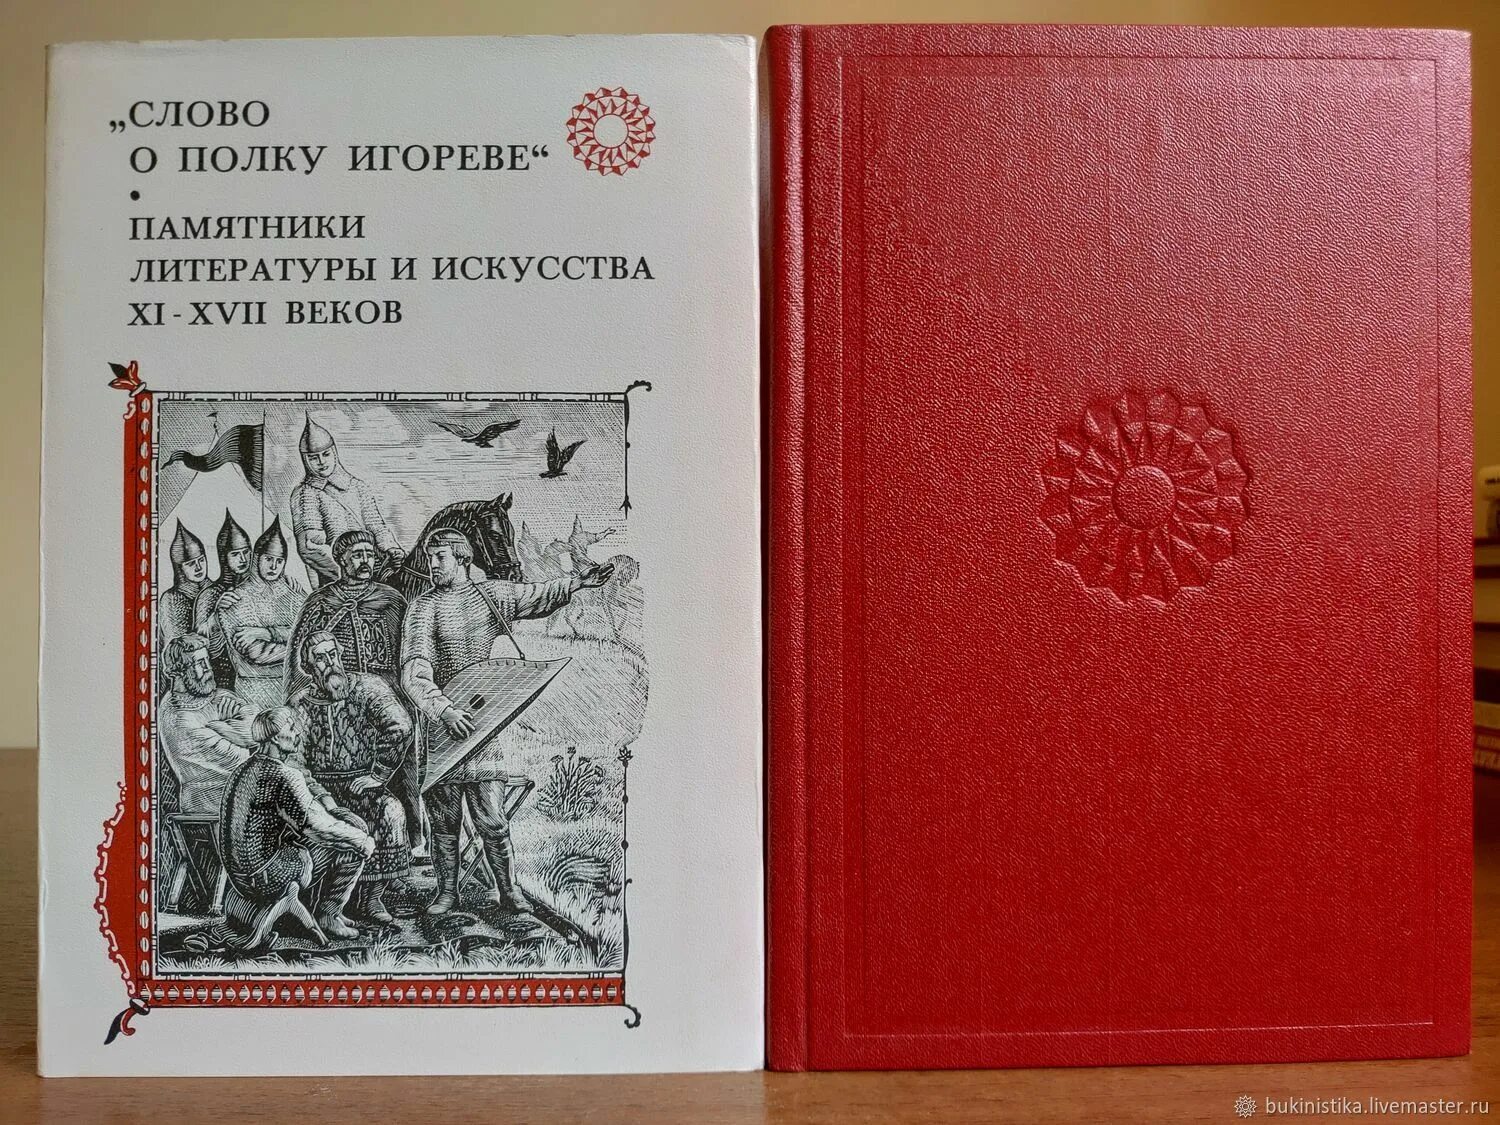 „СЛОВО
О ПОЛКУ ИГОРЕВЕ“
•
ПАМЯТНИКИ
ЛИТЕРАТУРЫ И ИСКУССТВА
XI - XVII ВЕКОВ
bukinistika.livemaster.ru